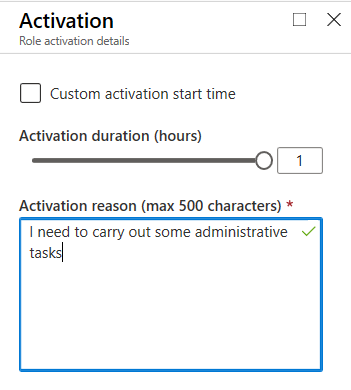 Activation
Role activation details
Custom activation start time
Activation duration (hours)
1
Activation reason (max 500 characters) *
I need to carry out some administrative
tasks